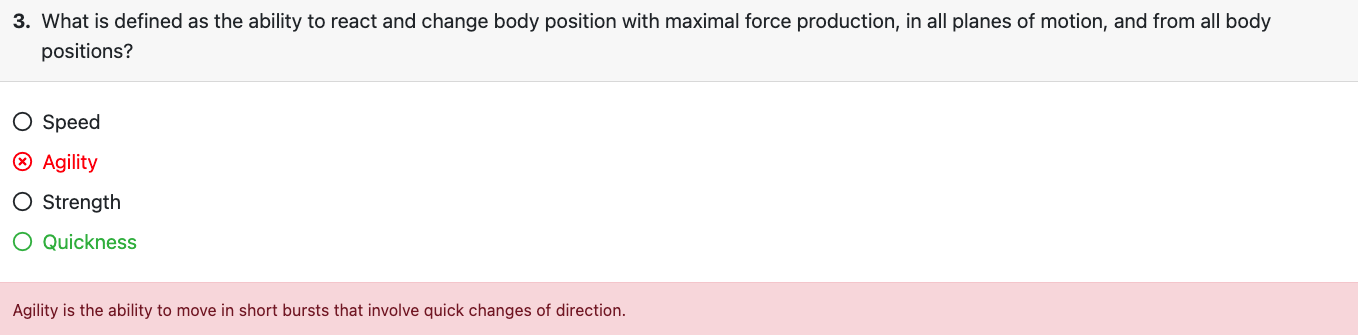 3. What is defined as the ability to react and change body position with maximal force production, in all planes of motion, and from all body
positions?
Speed
Agility
Strength
Quickness
Agility is the ability to move in short bursts that involve quick changes of direction.